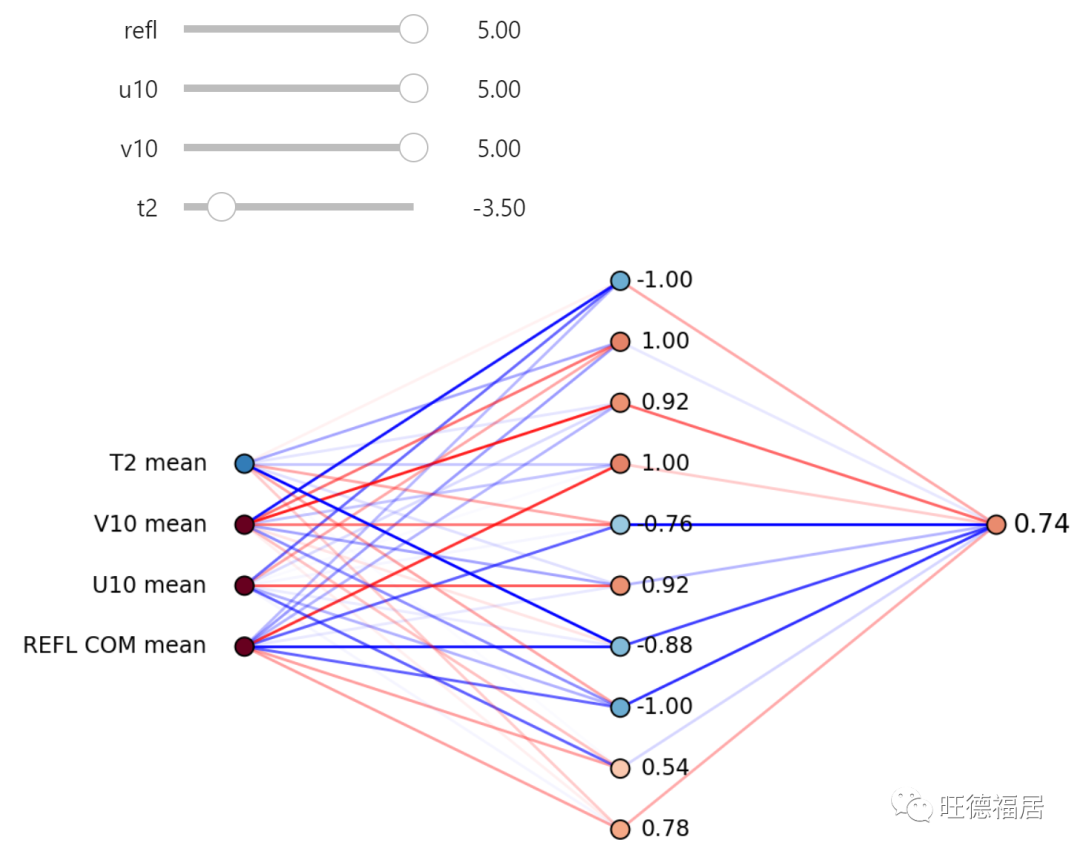 refl 5.00
u10 5.00
v10 5.00
t2 -3.50
-1.00
1.00
0.92
T2 mean 1.00
V10 mean -0.76 0.74
U10 mean 0.92
REFL COM mean -0.88
-1.00
0.54
旺德福居
0.78